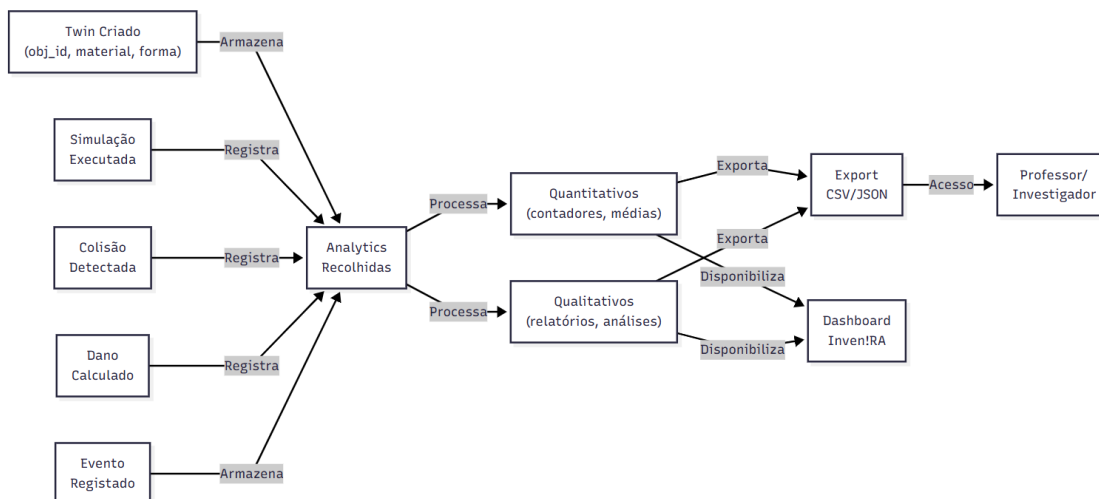 Twin Criado
(obj_id, material, forma)
Armazena
Simulação
Executada
Registra
Colisão
Detectada
Registra
Dano
Calculado
Registra
Evento
Registado
Armazena
Analytics
Recolhidas
Processa
Processa
Quantitativos
(contadores, médias)
Qualitativos
(relatórios, análises)
Exporta
Exporta
Disponibiliza
Disponibiliza
Export
CSV/JSON
Dashboard
Inven!RA
Acesso
Professor/
Investigador